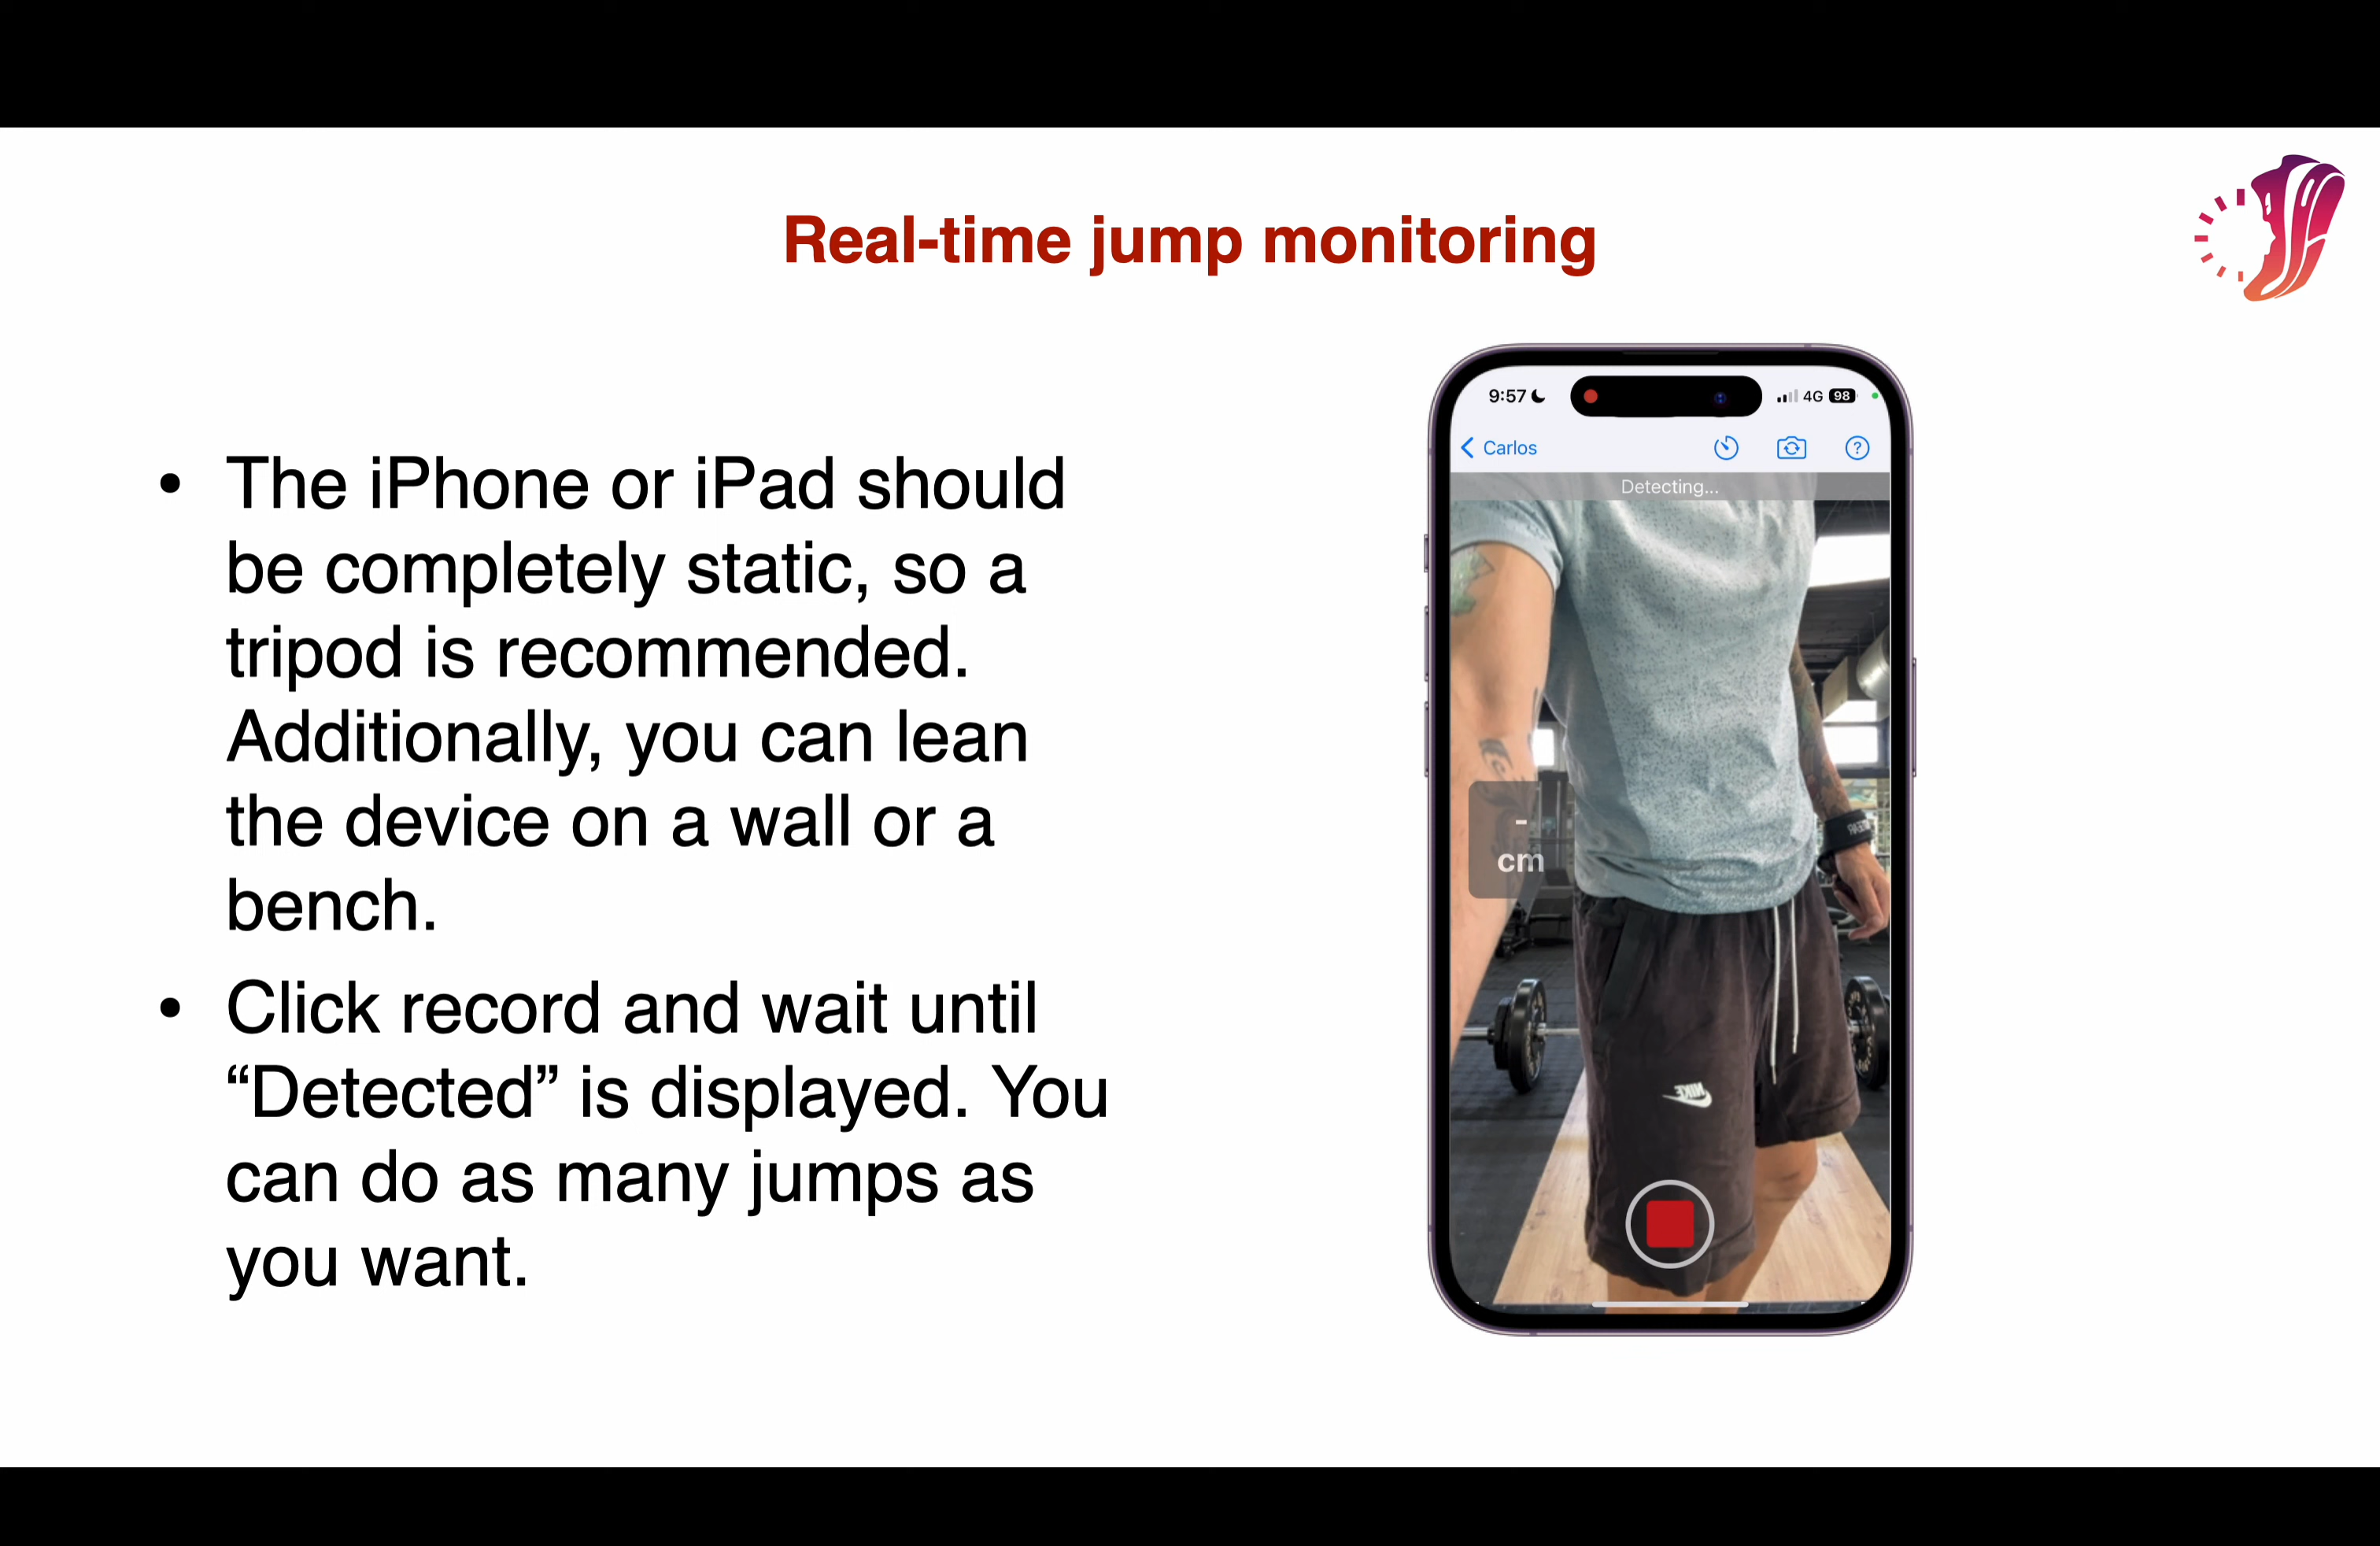 Real-time jump monitoring
• The iPhone or iPad should
be completely static, so a
tripod is recommended.
Additionally, you can lean
the device on a wall or a
bench.
• Click record and wait until
“Detected” is displayed. You
can do as many jumps as
you want.
9:57
4G 98
Carlos
?
Detecting...
-
cm
NIKE